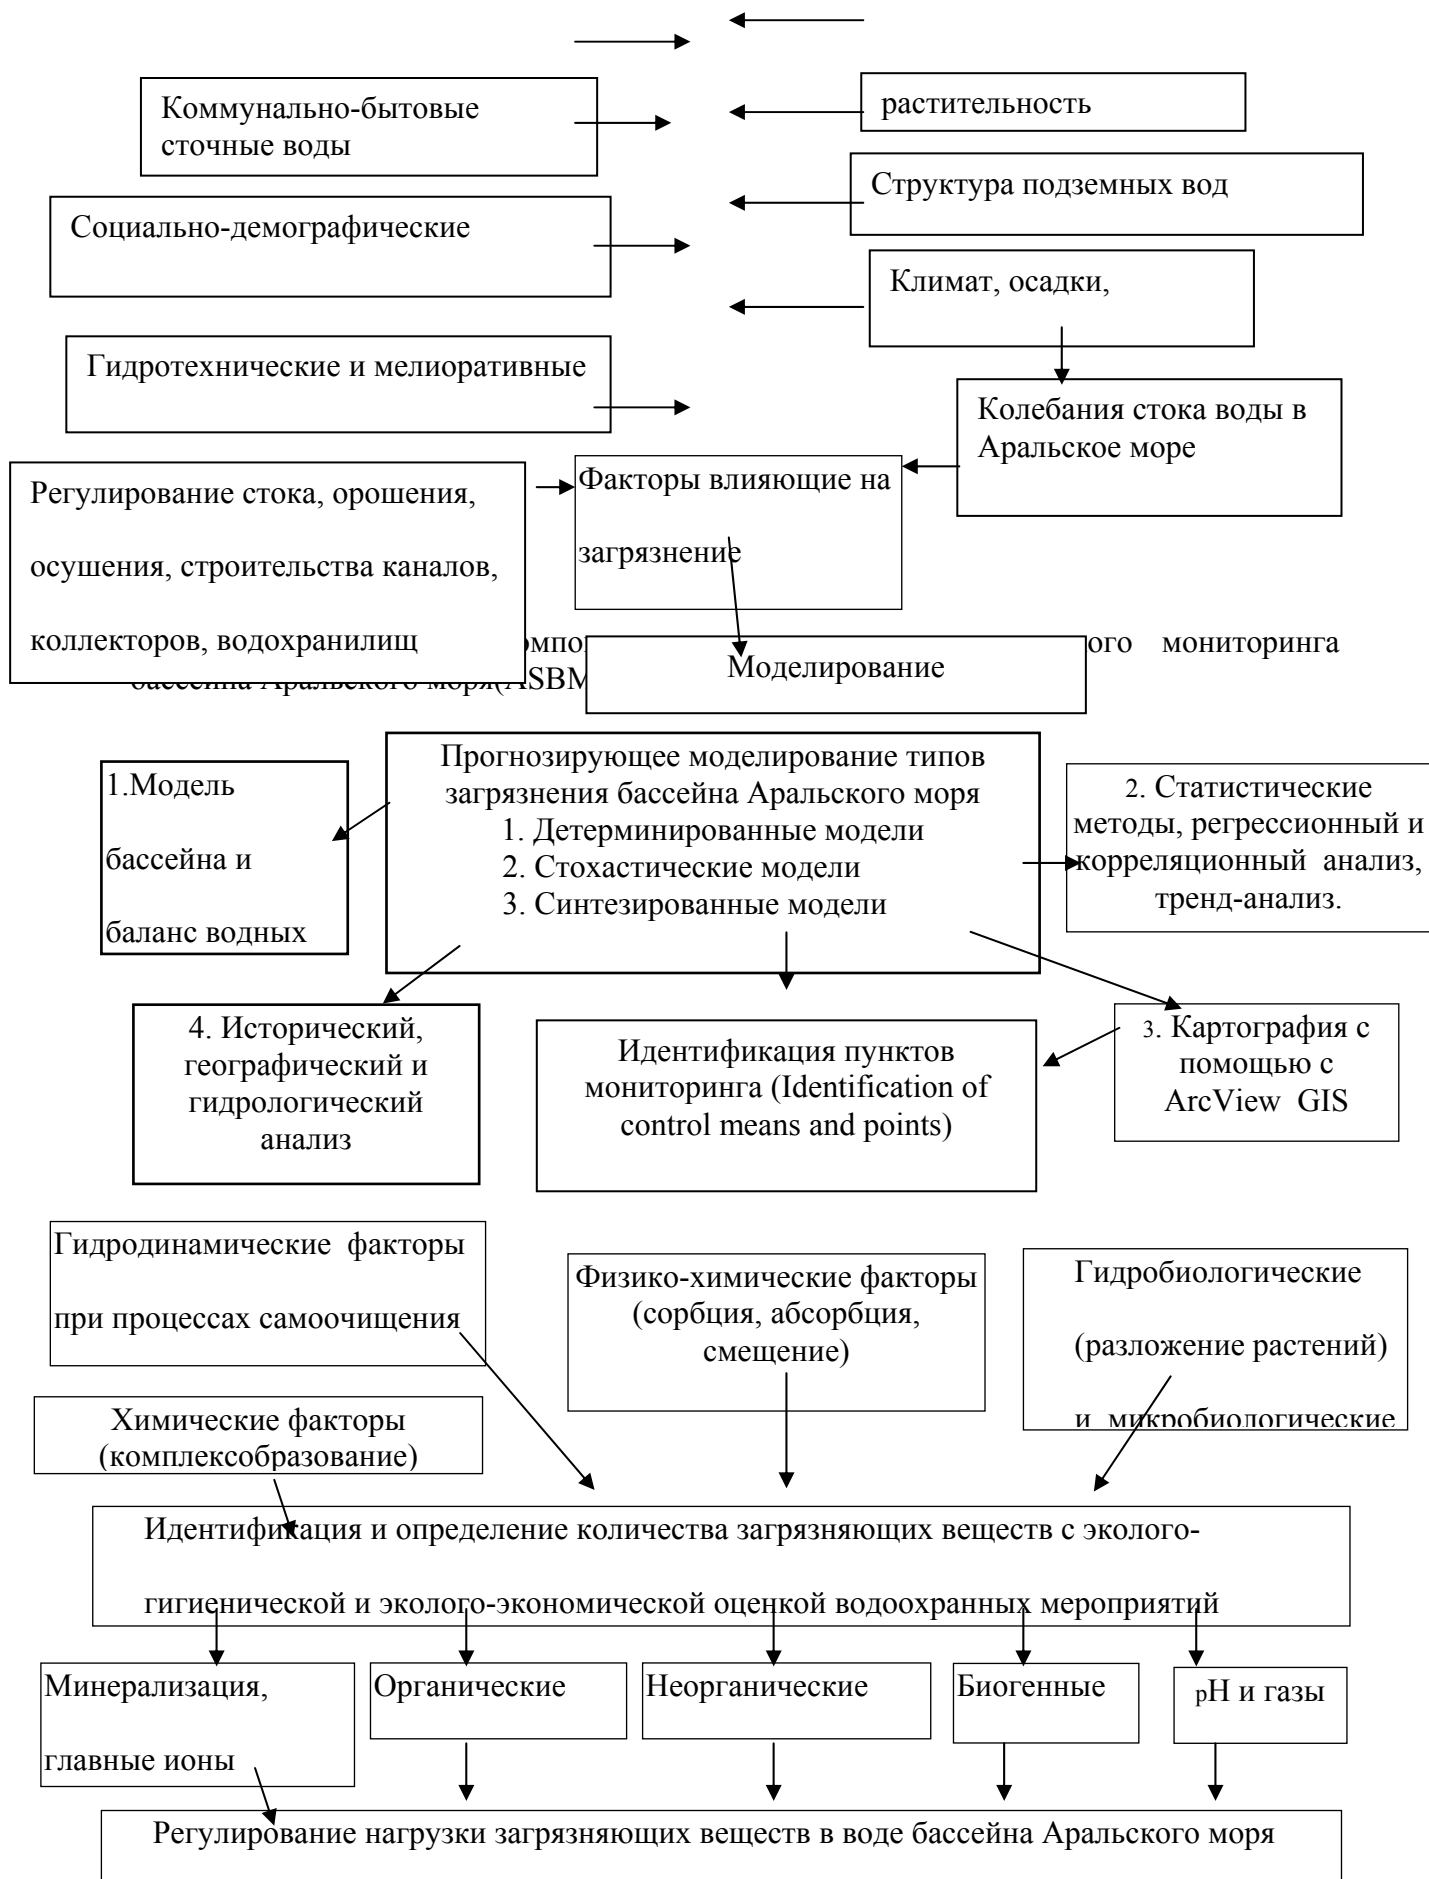 Коммунально-бытовые
сточные воды
растительность
Структура подземных вод
Социально-демографические
Климат, осадки,
Гидротехнические и мелиоративные
Колебания стока воды в
Аральское море
Регулирование стока, орошения,
осушения, строительства каналов,
коллекторов, водохранилищ
Факторы влияющие на
загрязнение
ого мониторинга
бассейна Аральского моря(ASBM
Моделирование
Прогнозирующее моделирование типов
загрязнения бассейна Аральского моря
1. Детерминированные модели
2. Стохастические модели
3. Синтезированные модели
1.Модель
бассейна и
баланс водных
2. Статистические
методы, регрессионный и
корреляционный анализ,
тренд-анализ.
4. Исторический,
географический и
гидрологический
анализ
Идентификация пунктов
мониторинга (Identification of
control means and points)
3. Картография с
помощью с
ArcView GIS
Гидродинамические факторы
при процессах самоочищения
Физико-химические факторы
(сорбция, абсорбция,
смещение)
Гидробиологические
(разложение растений)
и микробиологические
Химические факторы
(комплексобразование)
Идентификация и определение количества загрязняющих веществ с эколого-
гигиенической и эколого-экономической оценкой водоохранных мероприятий
Минерализация,
главные ионы
Органические
Неорганические
Биогенные
pH и газы
Регулирование нагрузки загрязняющих веществ в воде бассейна Аральского моря